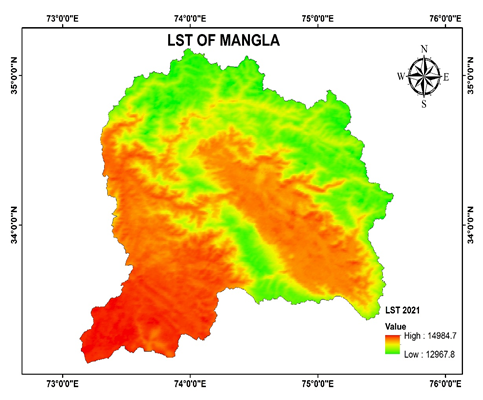 73°0'0"E 74°0'0"E 75°0'0"E 76°0'0"E
LST OF MANGLA
N
W E
S
35°0'0"N 35°0'0"N
34°0'0"N 34°0'0"N
LST 2021
Value
High : 14984.7
Low : 12967.8
73°0'0"E 74°0'0"E 75°0'0"E 76°0'0"E